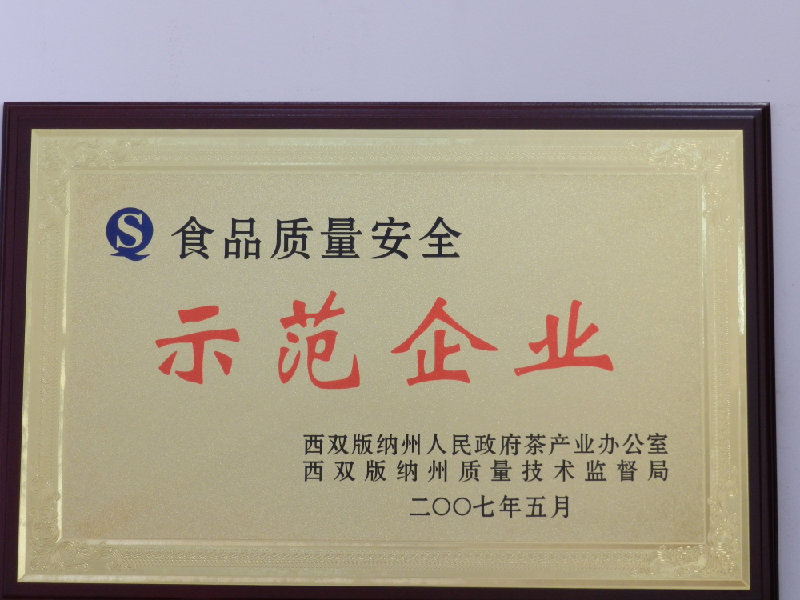 S 食品质量安全
示范企业
西双版纳州人民政府茶产业办公室
西双版纳州质量技术监督局
二〇〇七年五月